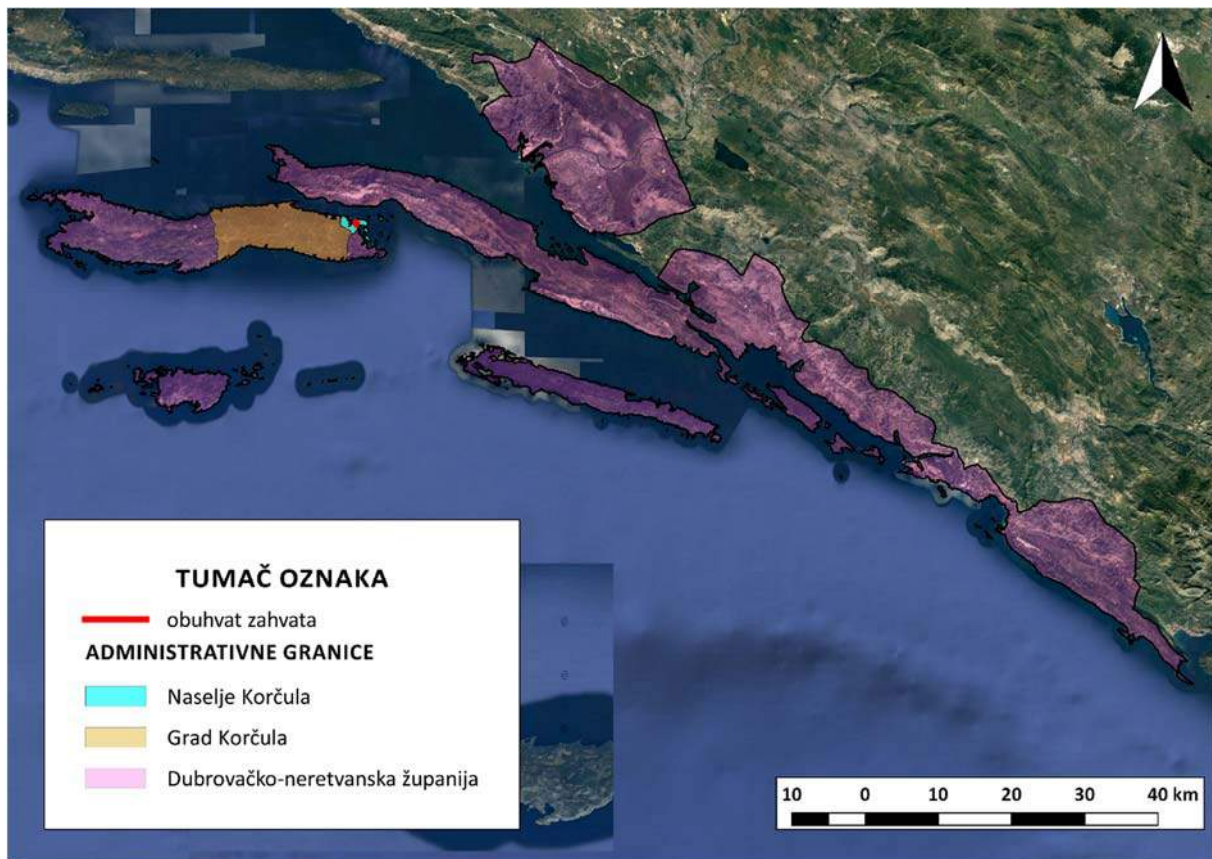 TUMAČ OZNAKA
obuhvat zahvata
ADMINISTRATIVNE GRANICE
Naselje Korčula
Grad Korčula
Dubrovačko-neretvanska županija
10 0 10 20 30 40 km